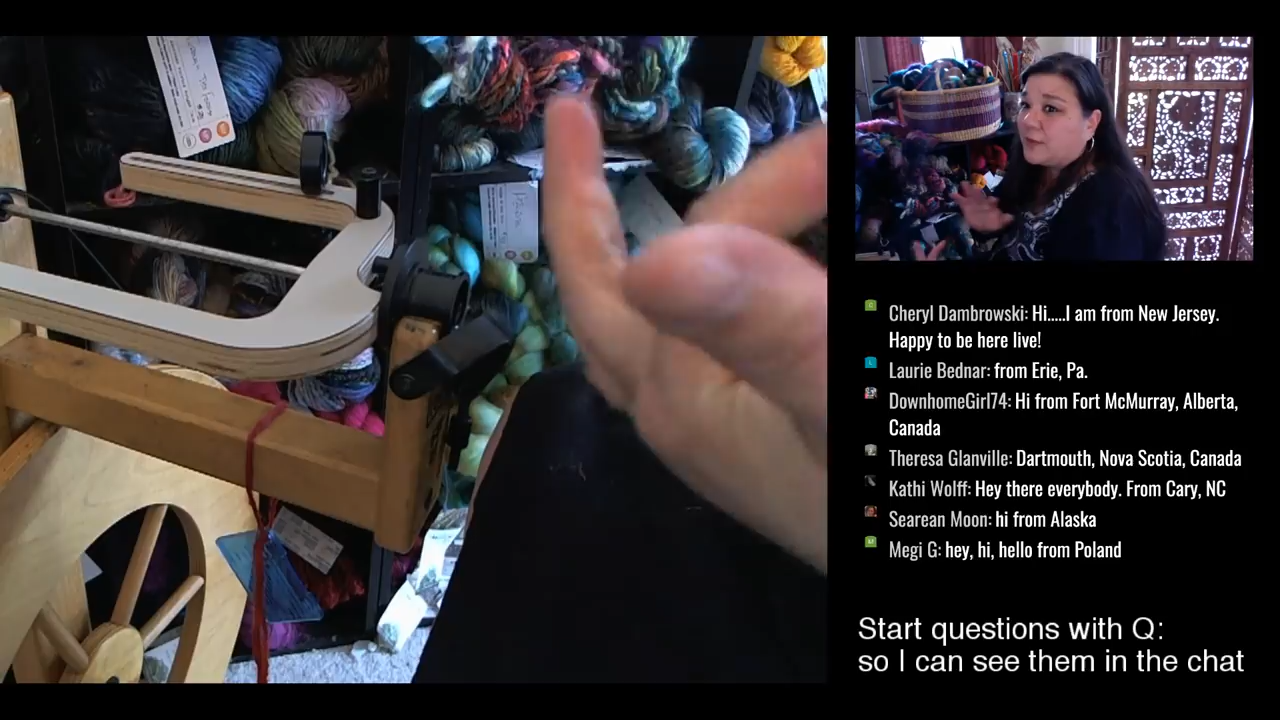 Cheryl Dambrowski: Hi.....I am from New Jersey.
Happy to be here live!
Laurie Bednar: from Erie, Pa.
DownhomeGirl74: Hi from Fort McMurray, Alberta,
Canada
Theresa Glanville: Dartmouth, Nova Scotia, Canada
Kathi Wolff: Hey there everybody. From Cary, NC
Searean Moon: hi from Alaska
Megi G: hey, hi, hello from Poland
Start questions with Q:
so I can see them in the chat